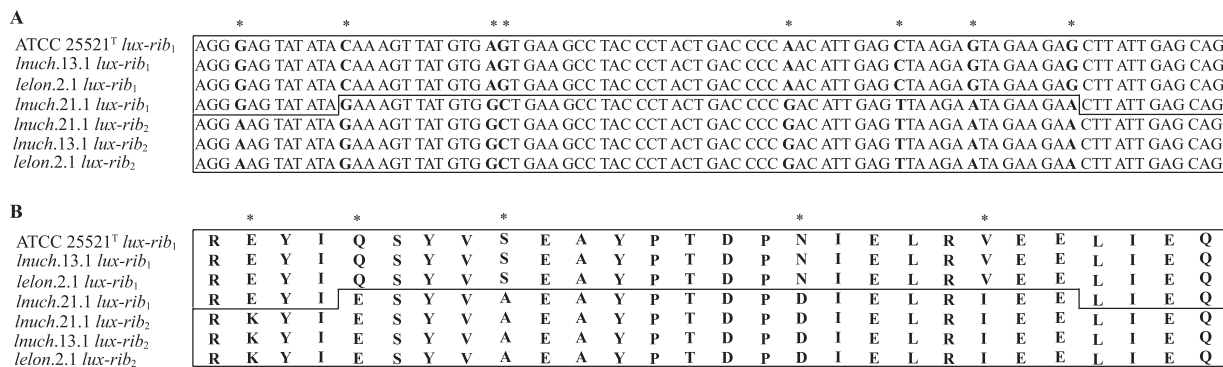 A
* * * * * * * *
ATCC 25521ᵀ lux-rib₁ AGG GAG TAT ATA CAA AGT TAT GTG AGT GAA GCC TAC CCT ACT GAC CCC AAC ATT GAG CTA AGA GTA GAA GAG CTT ATT GAG CAG
lnuch.13.1 lux-rib₁ AGG GAG TAT ATA CAA AGT TAT GTG AGT GAA GCC TAC CCT ACT GAC CCC AAC ATT GAG CTA AGA GTA GAA GAG CTT ATT GAG CAG
lelon.2.1 lux-rib₁ AGG GAG TAT ATA CAA AGT TAT GTG AGT GAA GCC TAC CCT ACT GAC CCC AAC ATT GAG CTA AGA GTA GAA GAG CTT ATT GAG CAG
lnuch.21.1 lux-rib₁ AGG GAG TAT ATA GAA AGT TAT GTG GCT GAA GCC TAC CCT ACT GAC CCC GAC ATT GAG TTA AGA ATA GAA GAA CTT ATT GAG CAG
lnuch.21.1 lux-rib₂ AGG AAG TAT ATA GAA AGT TAT GTG GCT GAA GCC TAC CCT ACT GAC CCC GAC ATT GAG TTA AGA ATA GAA GAA CTT ATT GAG CAG
lnuch.13.1 lux-rib₂ AGG AAG TAT ATA GAA AGT TAT GTG GCT GAA GCC TAC CCT ACT GAC CCC GAC ATT GAG TTA AGA ATA GAA GAA CTT ATT GAG CAG
lelon.2.1 lux-rib₂ AGG AAG TAT ATA GAA AGT TAT GTG GCT GAA GCC TAC CCT ACT GAC CCC GAC ATT GAG TTA AGA ATA GAA GAA CTT ATT GAG CAG
B
* * * * *
ATCC 25521ᵀ lux-rib₁ R E Y I Q S Y V S E A Y P T D P N I E L R V E E L I E Q
lnuch.13.1 lux-rib₁ R E Y I Q S Y V S E A Y P T D P N I E L R V E E L I E Q
lelon.2.1 lux-rib₁ R E Y I Q S Y V S E A Y P T D P N I E L R V E E L I E Q
lnuch.21.1 lux-rib₁ R E Y I E S Y V A E A Y P T D P D I E L R I E E L I E Q
lnuch.21.1 lux-rib₂ R K Y I E S Y V A E A Y P T D P D I E L R I E E L I E Q
lnuch.13.1 lux-rib₂ R K Y I E S Y V A E A Y P T D P D I E L R I E E L I E Q
lelon.2.1 lux-rib₂ R K Y I E S Y V A E A Y P T D P D I E L R I E E L I E Q